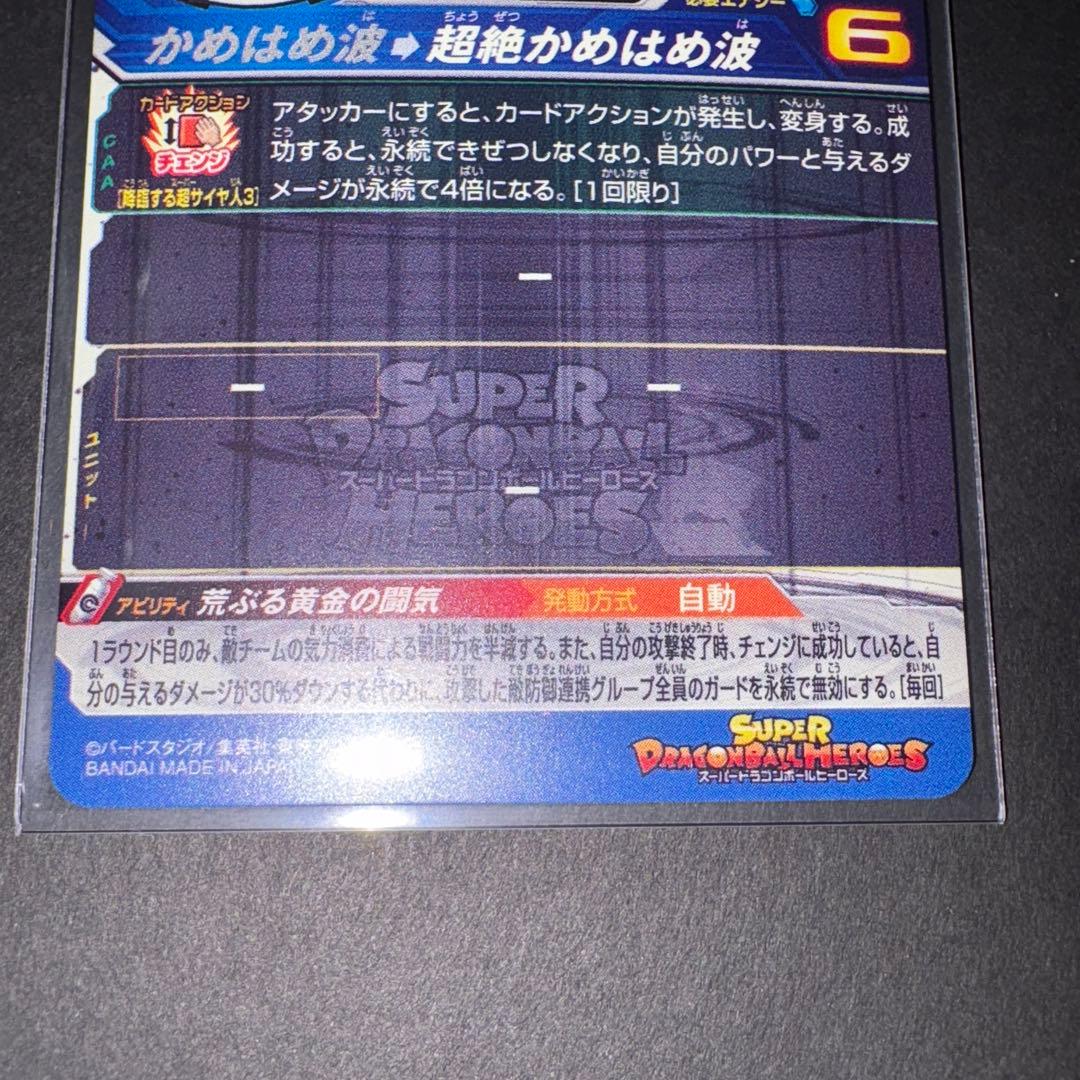 必要エナジー
6
かめはめ波➡超絶かめはめ波
カードアクション
チェンジ
[降臨する超サイヤ人3]
CAA
アタッカーにすると、カードアクションが発生し、変身する。成
功すると、永続できぜつしなくなり、自分のパワーと与えるダ
メージが永続で4倍になる。[1回限り]
ー
ー ー
ー
ユニット
SUPER
DRAGONBALL
スーパードラゴンボールヒーローズ
HEROES
アビリティ 荒ぶる黄金の闘気 発動方式 自動
1ラウンド目のみ、敵チームの気力消費による戦闘力を半減する。また、自分の攻撃終了時、チェンジに成功していると、自
分の与えるダメージが30%ダウンする代わりに、攻撃した敵防御連携グループ全員のガードを永続で無効にする。[毎回]
©バードスタジオ/集英社・東映
BANDAI MADE IN JAPAN
SUPER
DRAGONBALL HEROES
スーパードラゴンボールヒーローズ